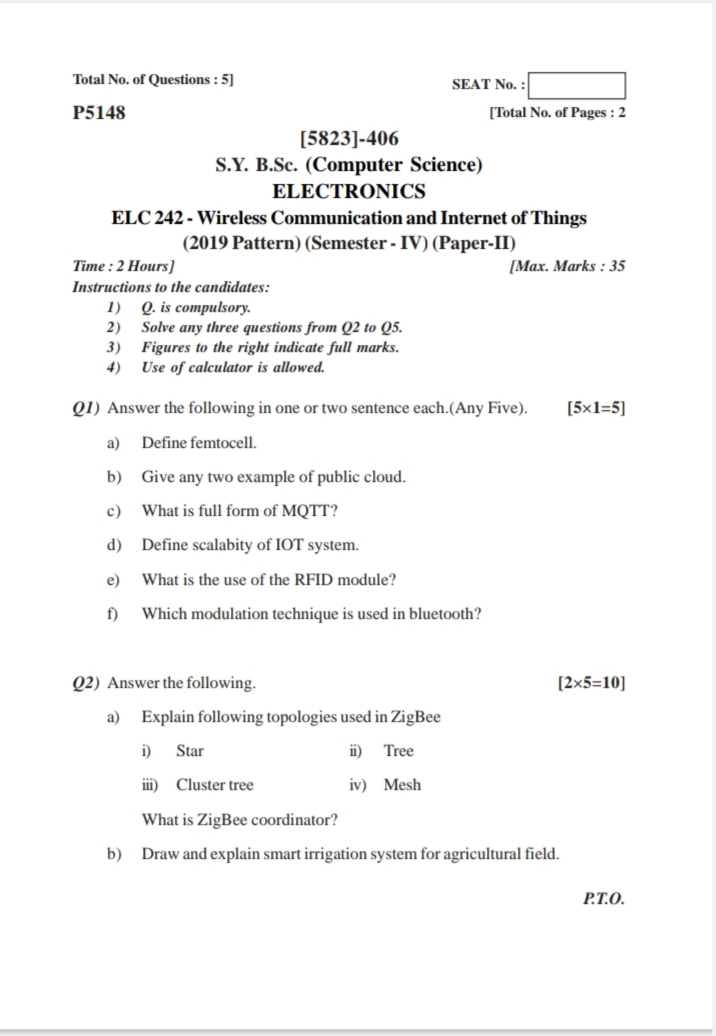 Total No. of Questions : 5]
SEAT No. :
P5148
[Total No. of Pages : 2
[5823]-406
S.Y. B.Sc. (Computer Science)
ELECTRONICS
ELC 242 - Wireless Communication and Internet of Things
(2019 Pattern) (Semester - IV) (Paper-II)
Time : 2 Hours]
[Max. Marks : 35
Instructions to the candidates:
1) Q. is compulsory.
2) Solve any three questions from Q2 to Q5.
3) Figures to the right indicate full marks.
4) Use of calculator is allowed.
Q1) Answer the following in one or two sentence each.(Any Five). [5×1=5]
a) Define femtocell.
b) Give any two example of public cloud.
c) What is full form of MQTT?
d) Define scalabity of IOT system.
e) What is the use of the RFID module?
f) Which modulation technique is used in bluetooth?
Q2) Answer the following. [2×5=10]
a) Explain following topologies used in ZigBee
i) Star ii) Tree
iii) Cluster tree iv) Mesh
What is ZigBee coordinator?
b) Draw and explain smart irrigation system for agricultural field.
P.T.O.